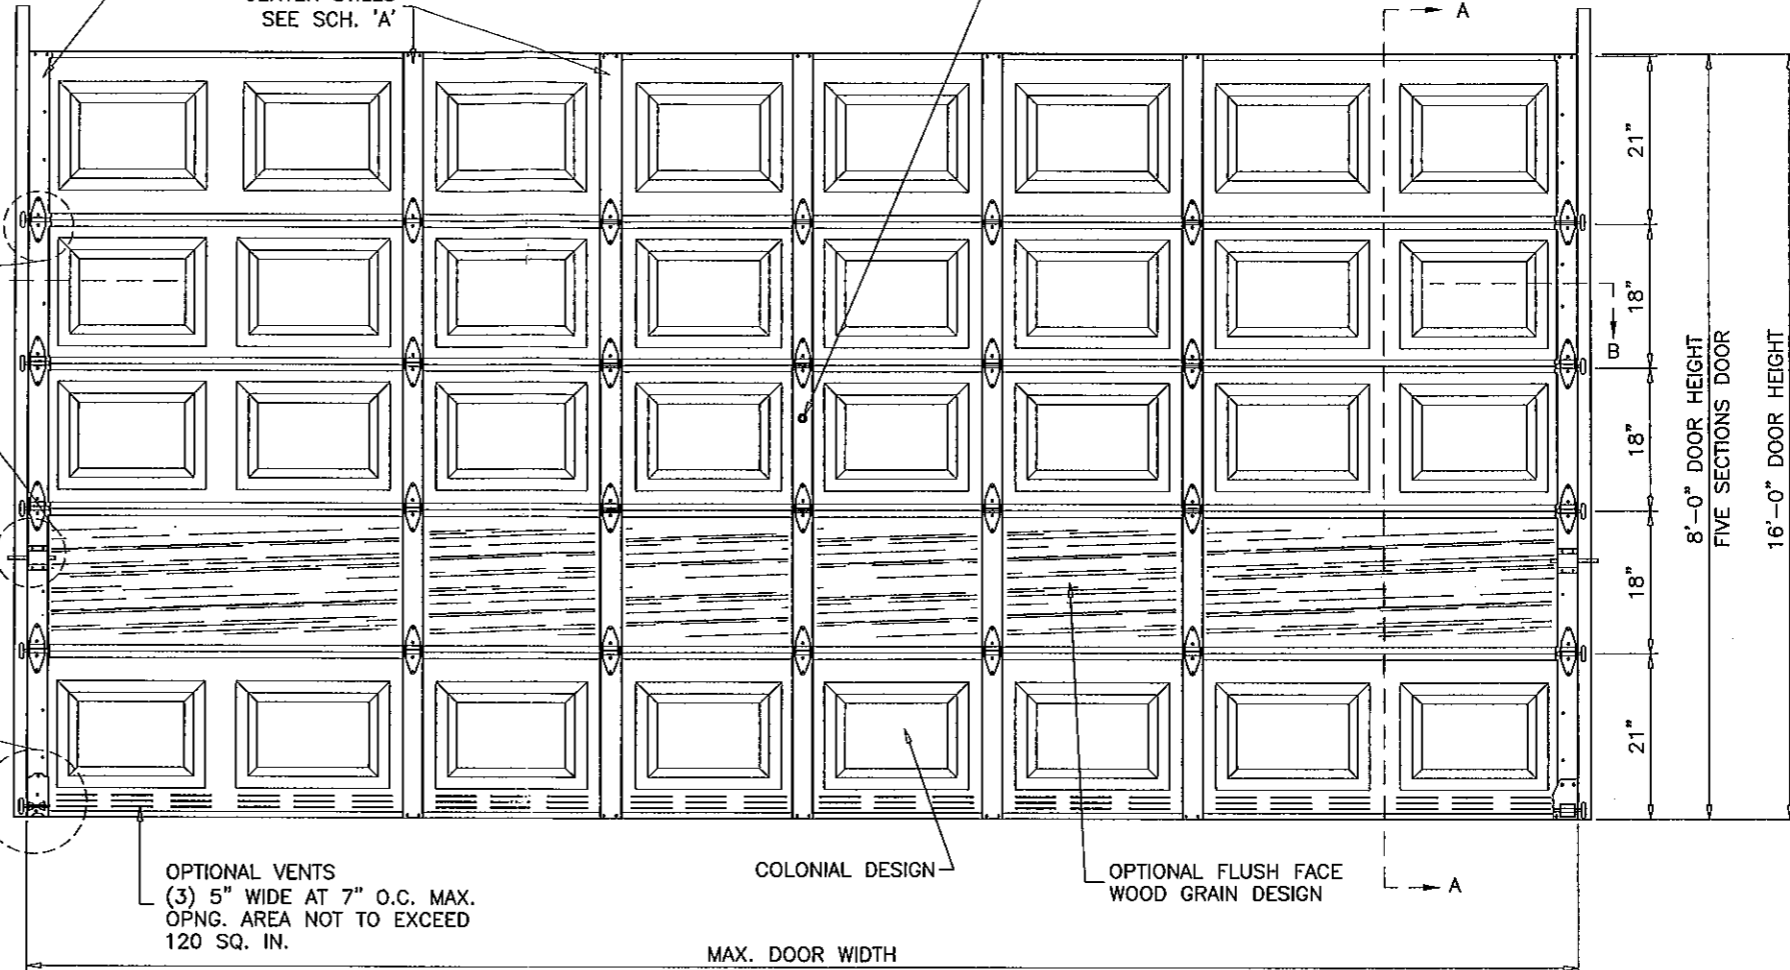 SEE SCH. 'A'
A
21"
18"
B
18"
18"
21"
8'-0" DOOR HEIGHT
FIVE SECTIONS DOOR
16'-0" DOOR HEIGHT
OPTIONAL VENTS
(3) 5" WIDE AT 7" O.C. MAX.
OPNG. AREA NOT TO EXCEED
120 SQ. IN.
COLONIAL DESIGN
OPTIONAL FLUSH FACE
WOOD GRAIN DESIGN
A
MAX. DOOR WIDTH